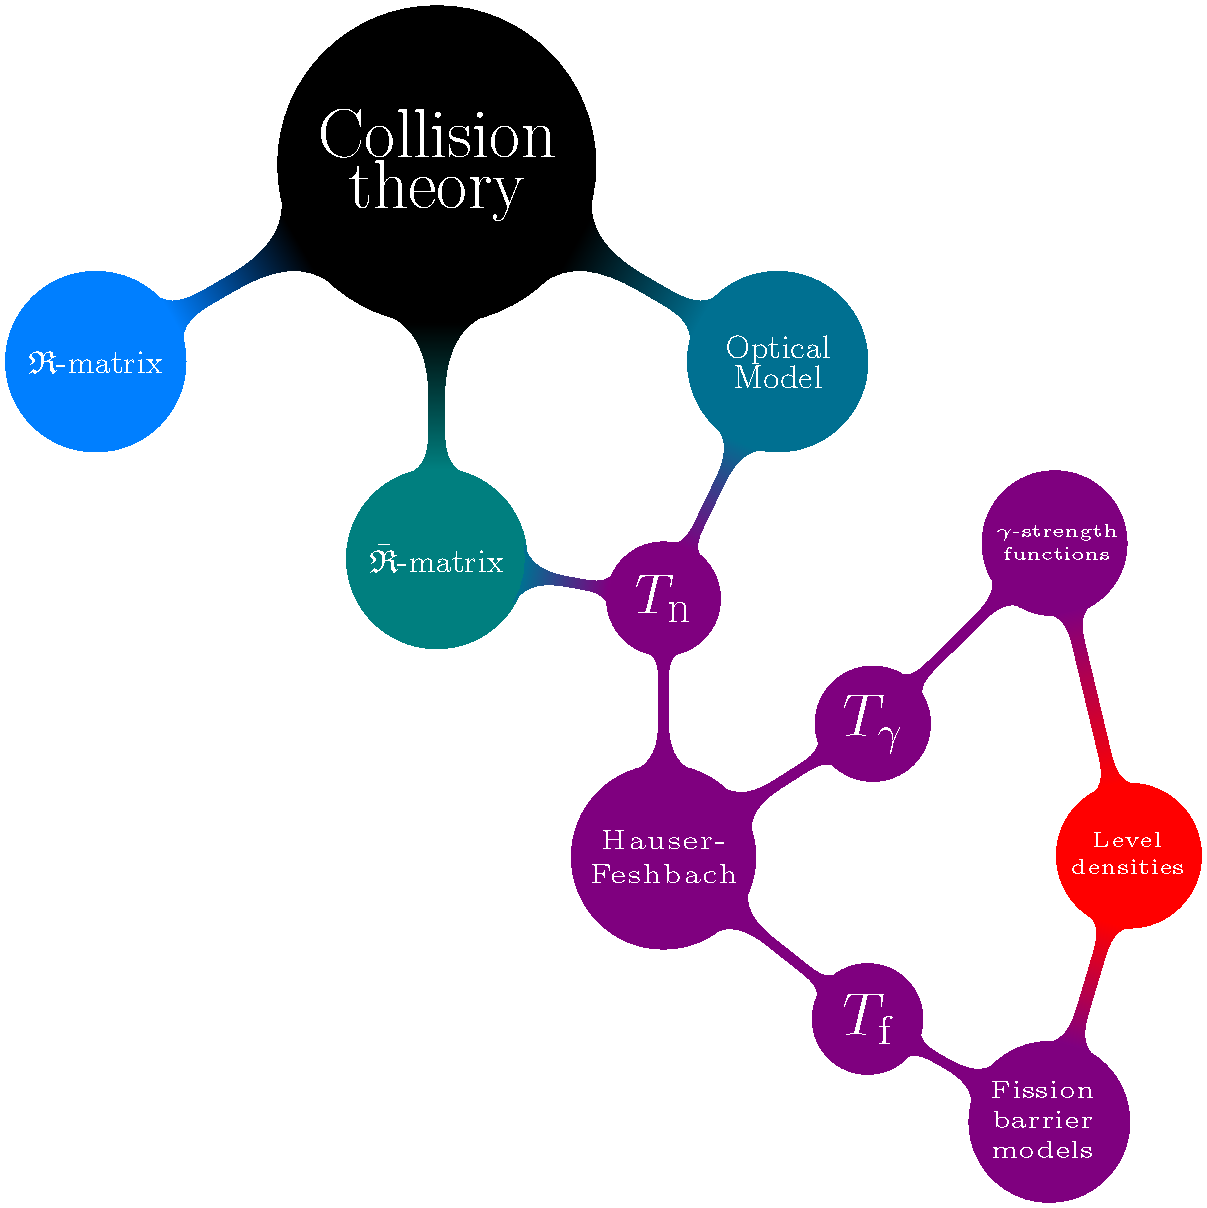 Collision
theory
ℜ-matrix
Optical
Model
ℜ̄-matrix
Tn
γ-strength
functions
Tγ
Hauser-
Feshbach
Level
densities
Tf
Fission
barrier
models